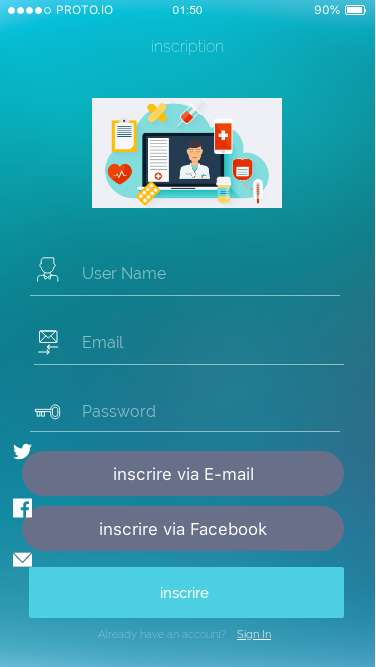 PROTO.IO 01:50 90%
inscription
User Name
Email
Password
inscrire via E-mail
inscrire via Facebook
inscrire
Already have an account? Sign In